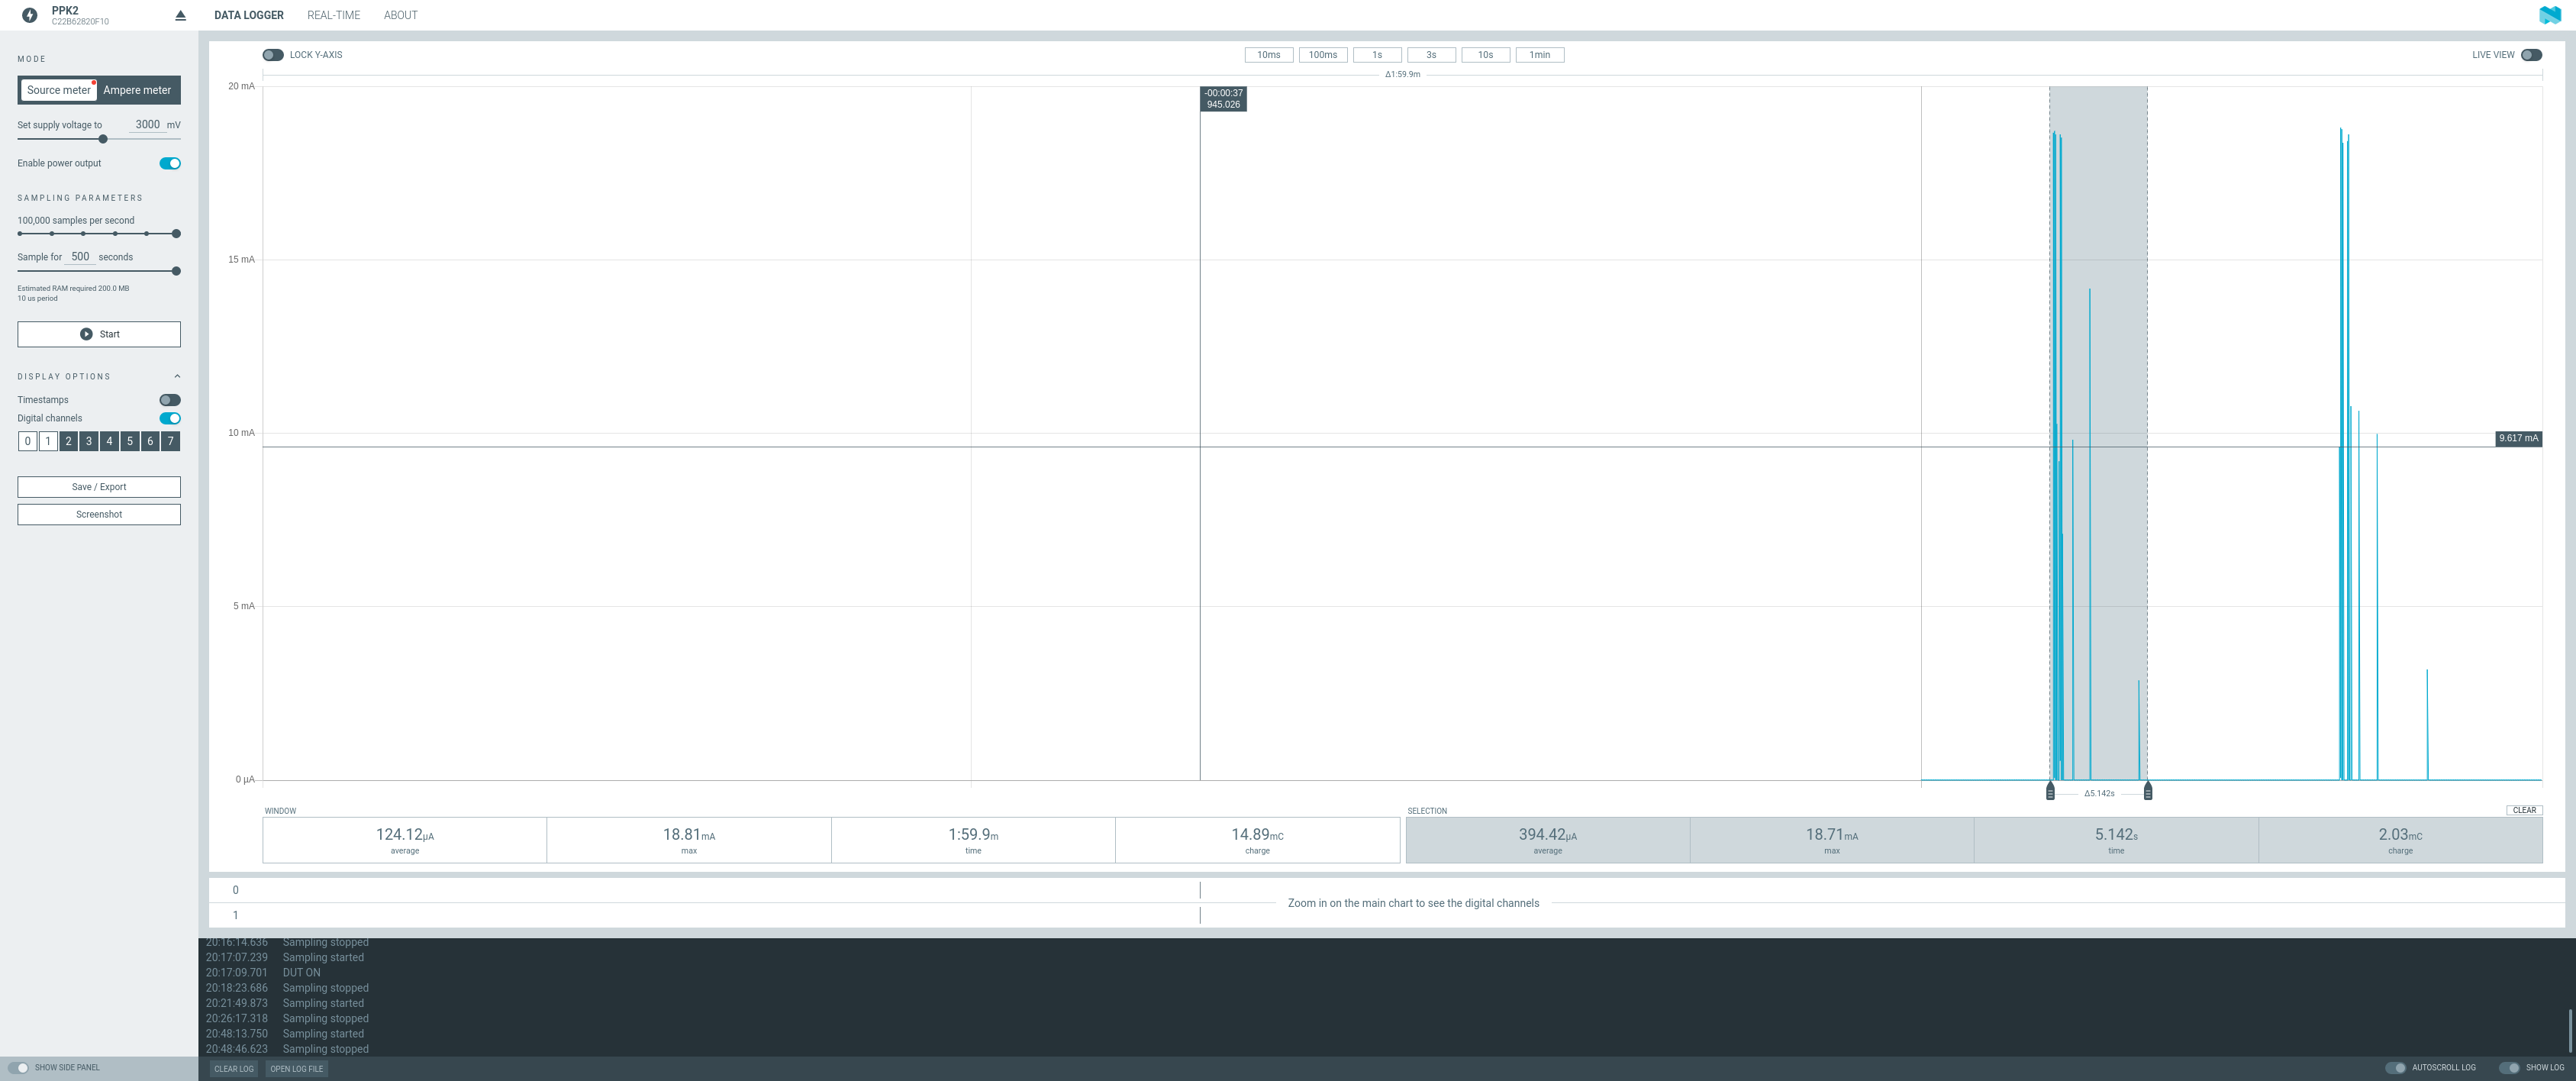 PPK2
C22B62820F10
DATA LOGGER
REAL-TIME
ABOUT
MODE
Source meter
Ampere meter
Set supply voltage to 3000 mV
Enable power output
SAMPLING PARAMETERS
100,000 samples per second
Sample for 500 seconds
Estimated RAM required 200.0 MB
10 us period
Start
DISPLAY OPTIONS
Timestamps
Digital channels
0 1 2 3 4 5 6 7
Save / Export
Screenshot
SHOW SIDE PANEL
LOCK Y-AXIS
10ms 100ms 1s 3s 10s 1min
LIVE VIEW
Δ1:59.9m
20 mA
-00:00:37
945.026
15 mA
10 mA
9.617 mA
5 mA
0 µA
Δ5.142s
WINDOW
124.12µA
average
18.81mA
max
1:59.9m
time
14.89mC
charge
SELECTION
CLEAR
394.42µA
average
18.71mA
max
5.142s
time
2.03mC
charge
0
1
Zoom in on the main chart to see the digital channels
20:16:14.636 Sampling stopped
20:17:07.239 Sampling started
20:17:09.701 DUT ON
20:18:23.686 Sampling stopped
20:21:49.873 Sampling started
20:26:17.318 Sampling stopped
20:48:13.750 Sampling started
20:48:46.623 Sampling stopped
CLEAR LOG
OPEN LOG FILE
AUTOSCROLL LOG
SHOW LOG